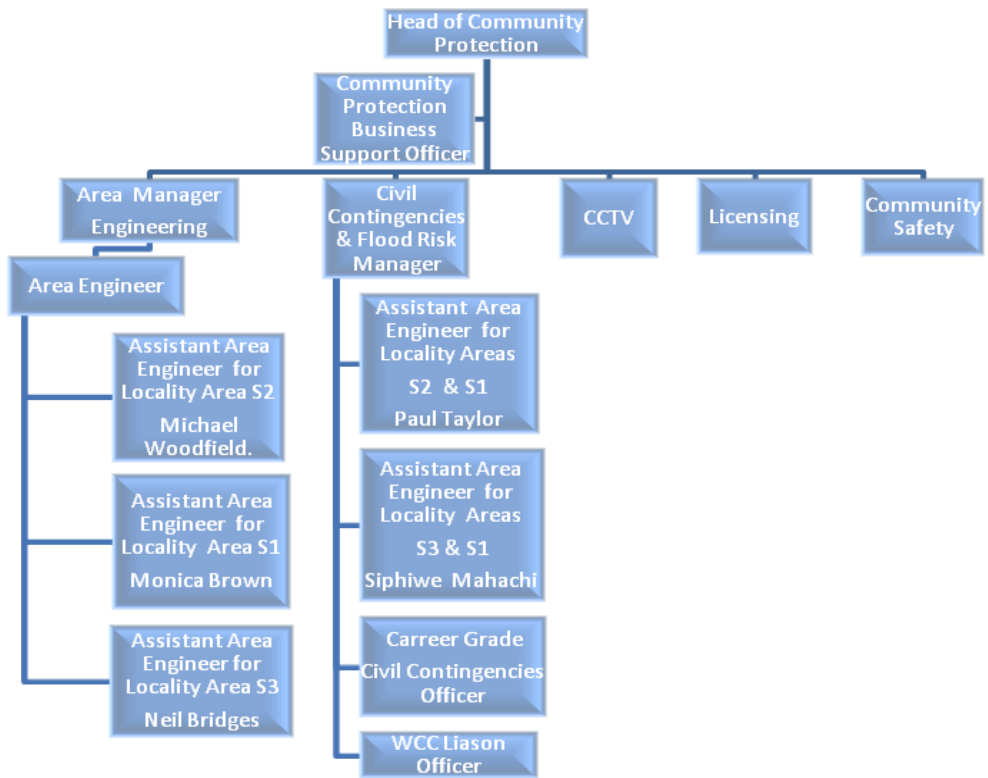 Head of Community
Protection
Community
Protection
Business
Support Officer
Area Manager
Engineering
Civil
Contingencies
& Flood Risk
Manager
CCTV
Licensing
Community
Safety
Area Engineer
Assistant Area
Engineer for
Locality Area S2
Michael
Woodfield.
Assistant Area
Engineer for
Locality Area S1
Monica Brown
Assistant Area
Engineer for
Locality Area S3
Neil Bridges
Assistant Area
Engineer for
Locality Areas
S2 & S1
Paul Taylor
Assistant Area
Engineer for
Locality Areas
S3 & S1
Siphiwe Mahachi
Carreer Grade
Civil Contingencies
Officer
WCC Liason
Officer